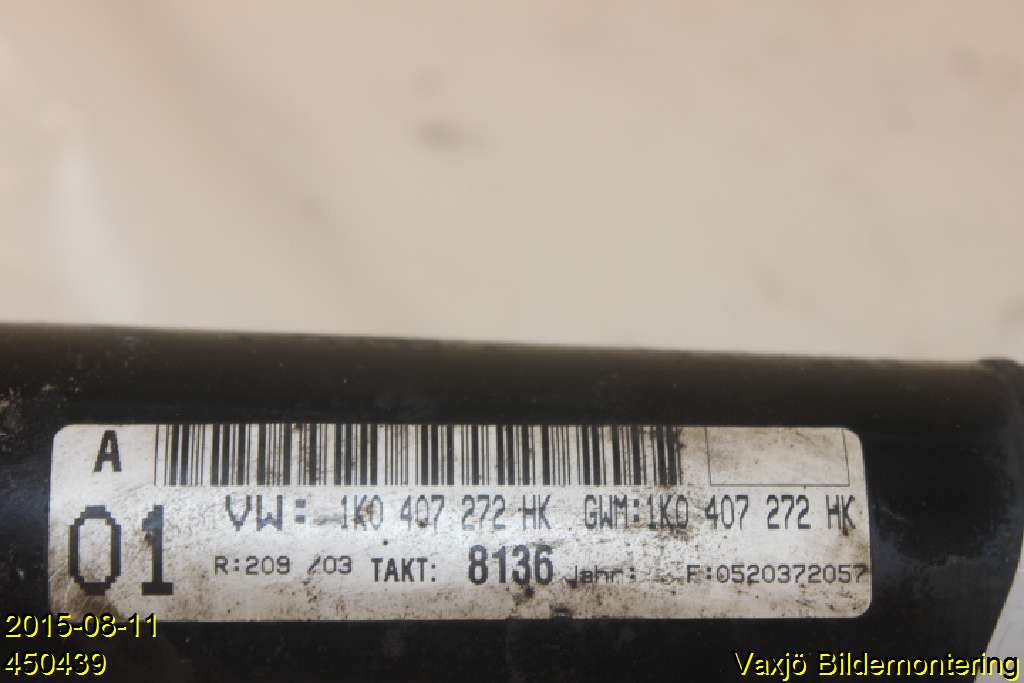 A
01
VW: 1K0 407 272 HK GWM:1K0 407 272 HK
R:209 /03 TAKT: 8136 Jahr: F:0520372057
2015-08-11
450439
Vaxjö Bildemontering